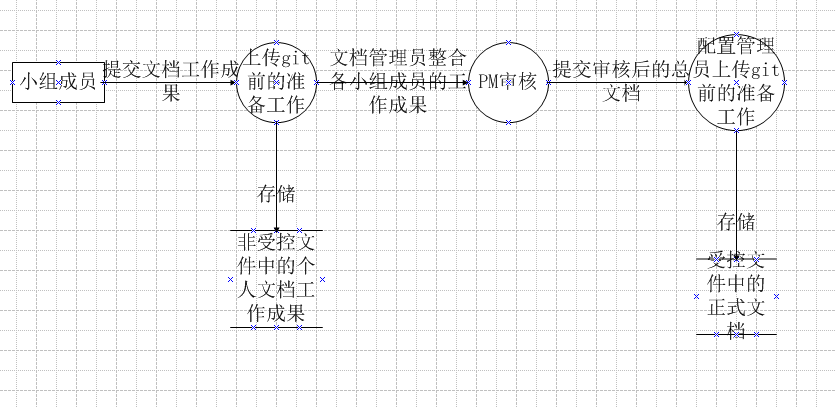 小组成员
提交文档工作成
果
上传git
前的准
备工作
文档管理员整合
各小组成员的工
作成果
PM审核
提交审核后的总
文档
配置管理
员上传git
前的准备
工作
存储
存储
非受控文
件中的个
人文档工
作成果
受控文
件中的
正式文
档